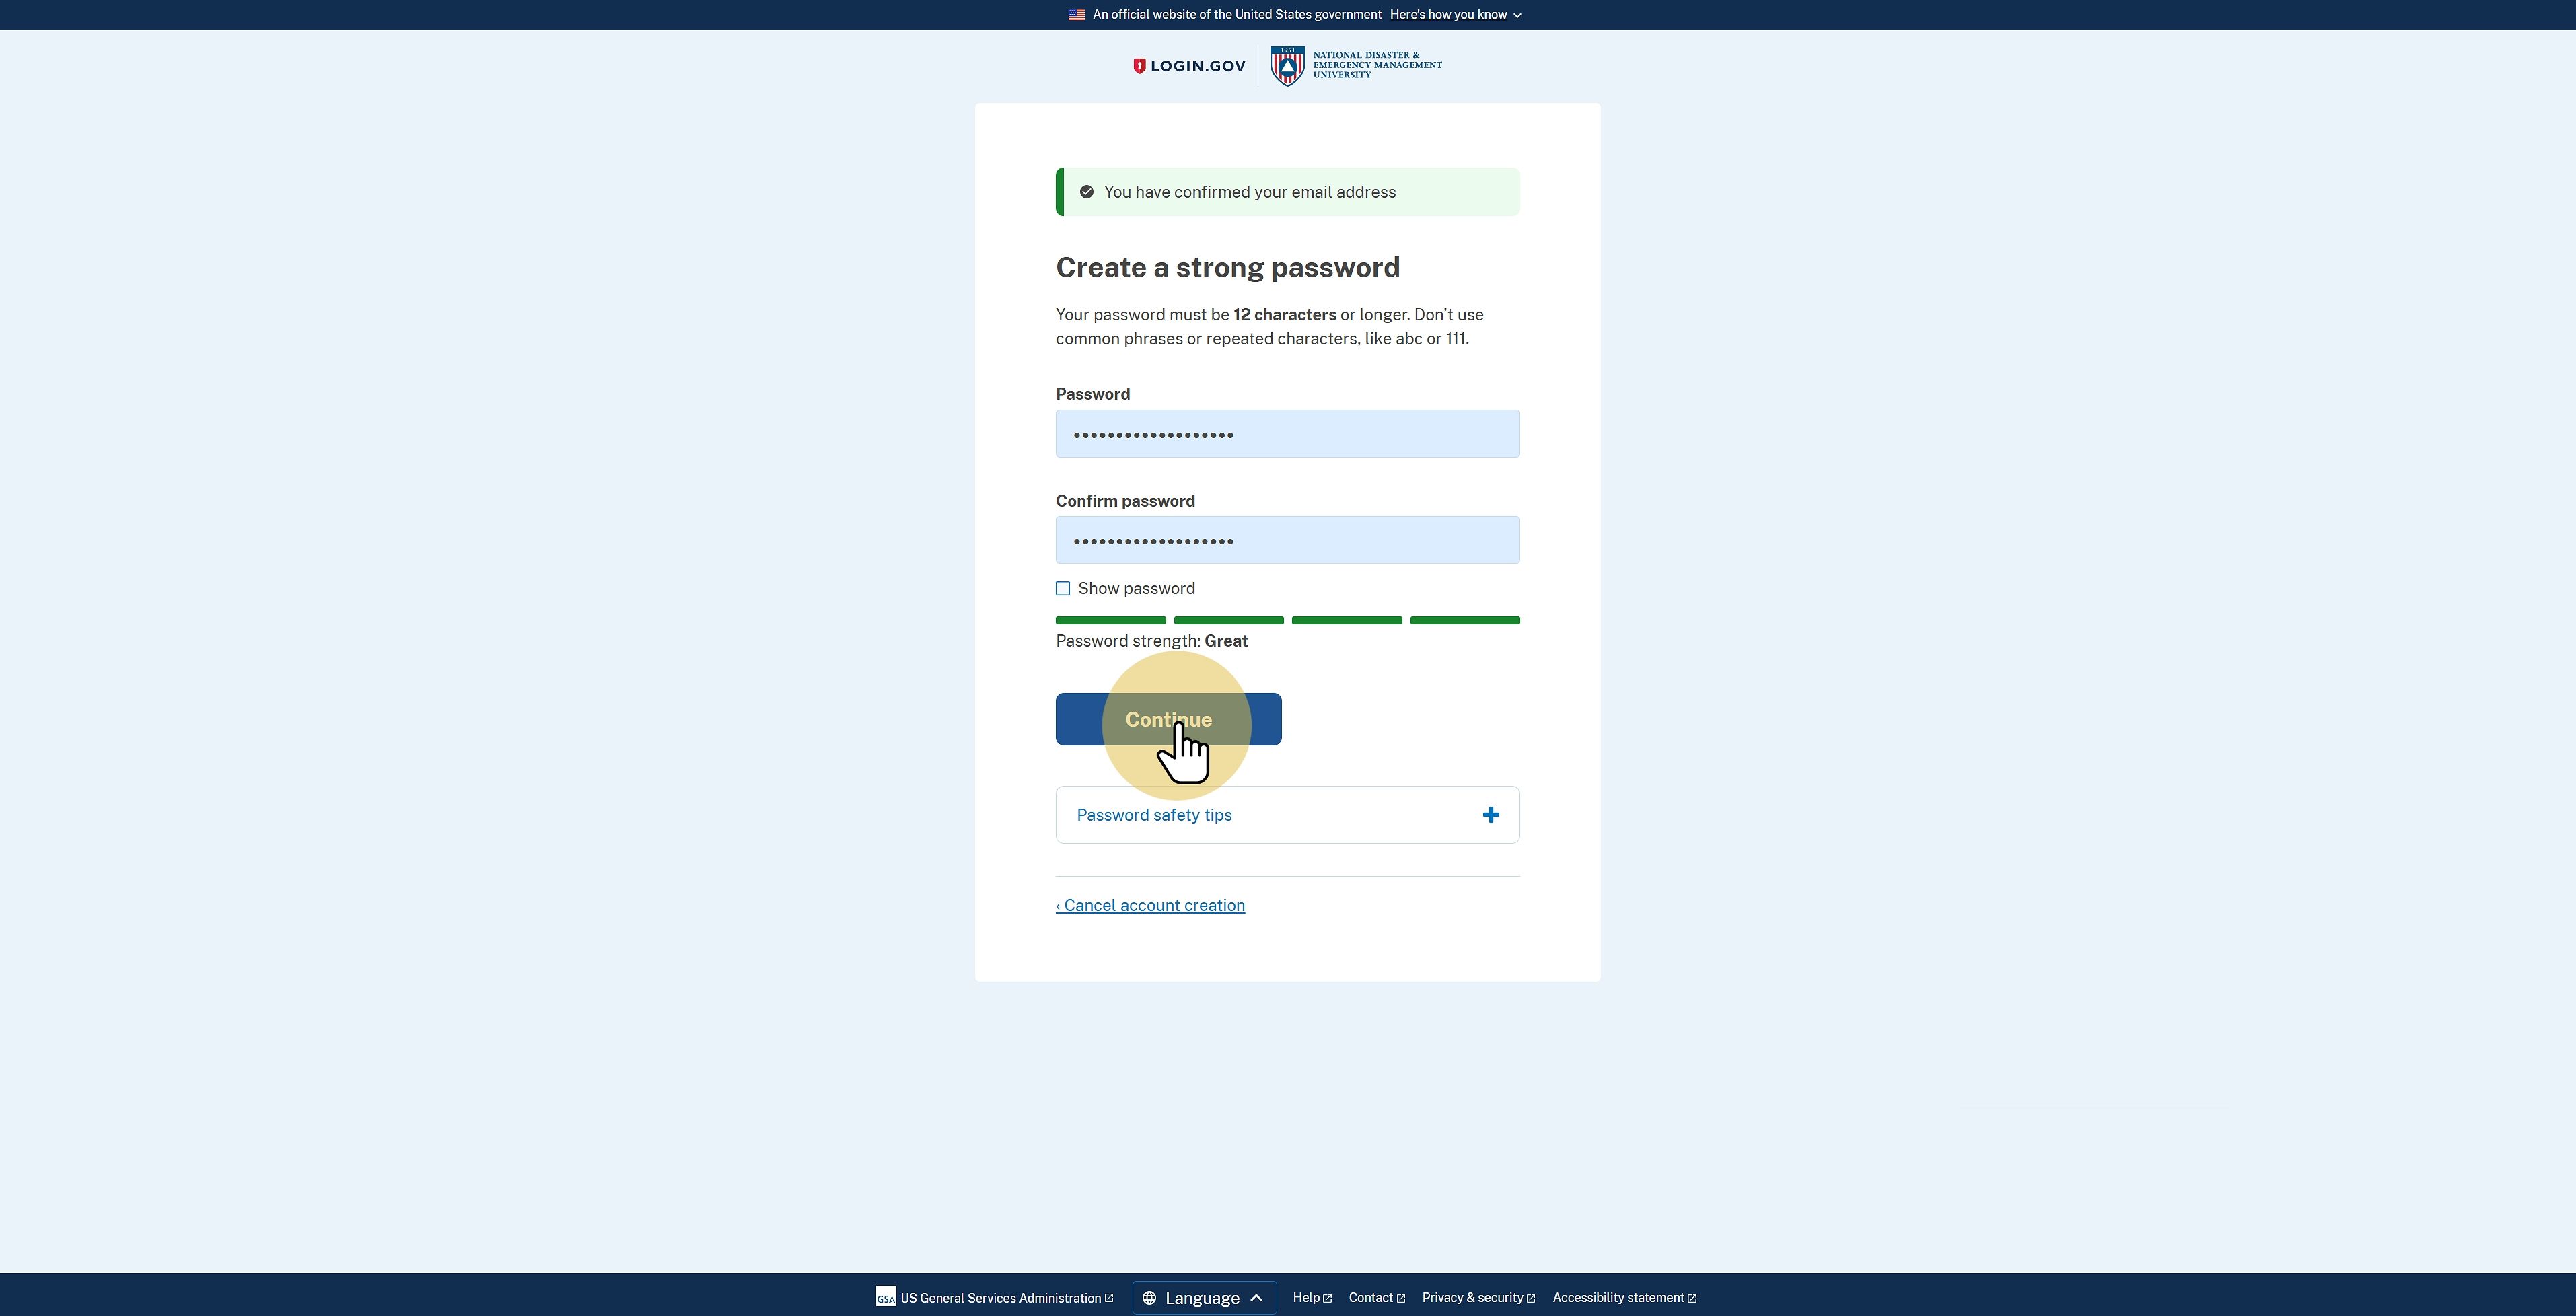 An official website of the United States government Here's how you know
LOGIN.GOV
1951
NATIONAL DISASTER &
EMERGENCY MANAGEMENT
UNIVERSITY
You have confirmed your email address
Create a strong password
Your password must be 12 characters or longer. Don't use
common phrases or repeated characters, like abc or 111.
Password
•••••••••••••••••••
Confirm password
•••••••••••••••••••
Show password
Password strength: Great
Continue
Password safety tips
‹ Cancel account creation
GSA US General Services Administration Language Help Contact Privacy & security Accessibility statement